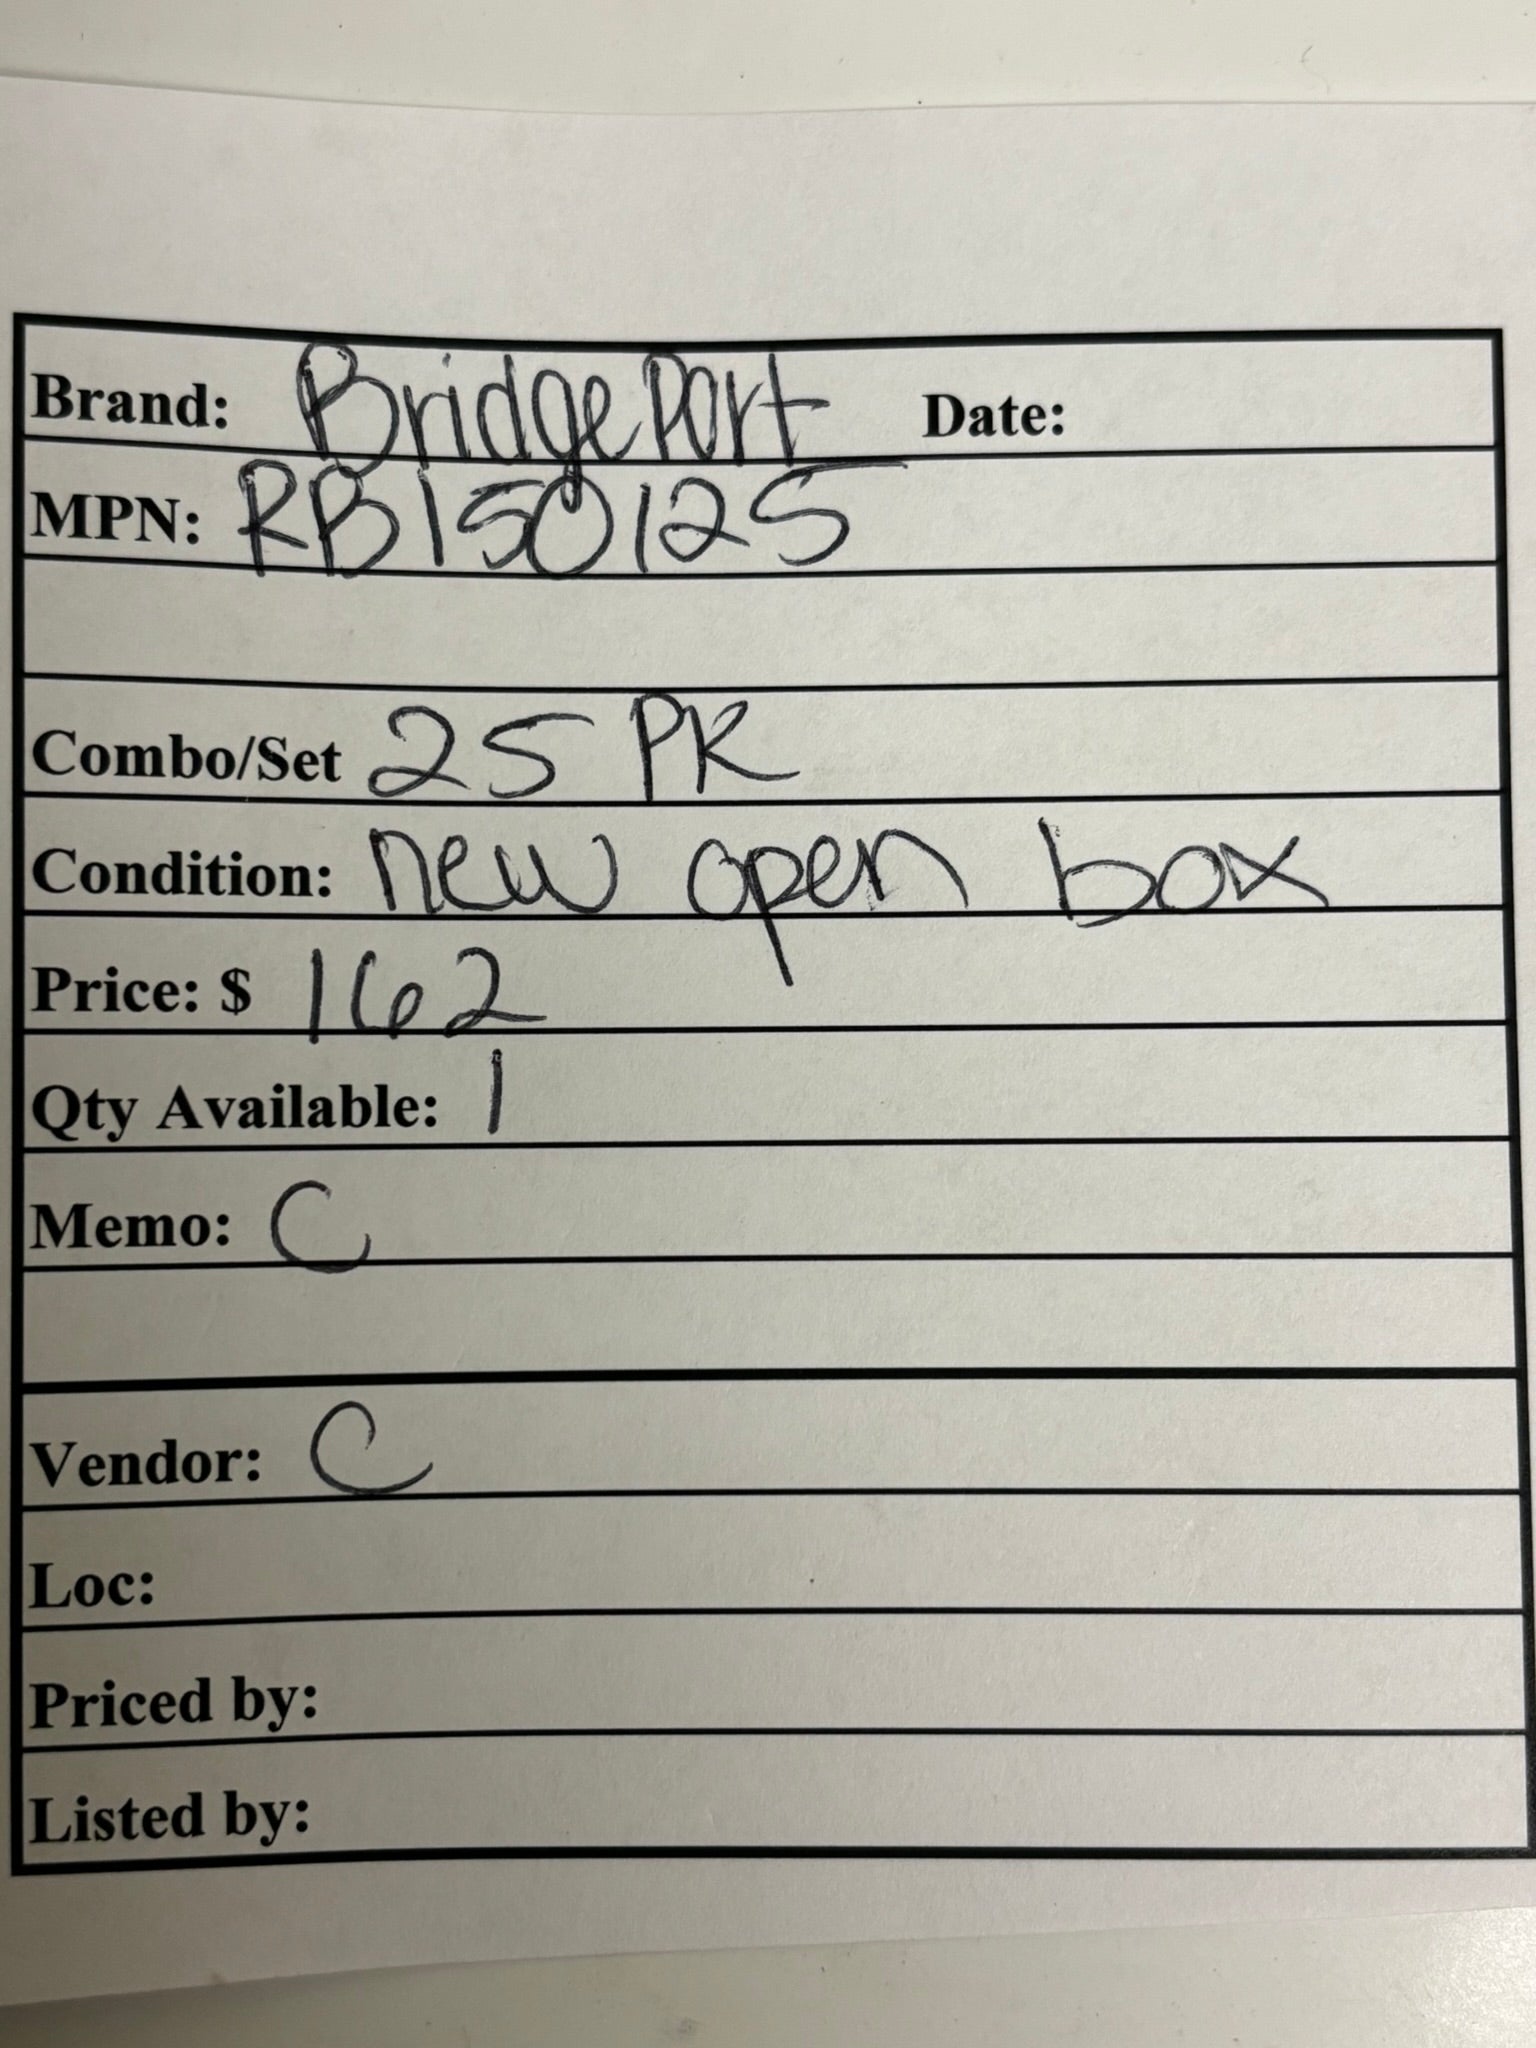 Brand: BridgePort Date:
MPN: RB150125
Combo/Set 25 PK
Condition: new open box
Price: $ 162
Qty Available: 1
Memo: C
Vendor: C
Loc:
Priced by:
Listed by: